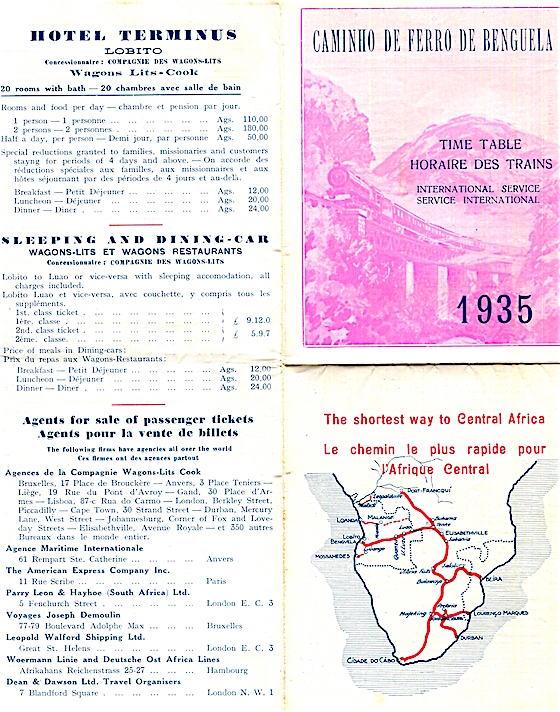 HOTEL TERMINUS
LOBITO
Concessionnaire: COMPAGNIE DES WAGONS-LITS
Wagons Lits-Cook
20 rooms with bath — 20 chambres avec salle de bain
Rooms and food per day — chambre et pension par jour.
1 person — 1 personne ... ... ... ... Ags. 110,00
2 persons — 2 personnes . ... ... ... ... Ags. 180,00
Half a day, per person — Demi jour, par personne Ags. 50,00
Special reductions granted to families, missionaries and customers
stayng for periods of 4 days and above. — On accorde des
réductions spéciales aux familles, aux missionnaires et aux
hôtes séjournant par des périodes de 4 jours et au-delà.
Breakfast — Petit Déjeuner ... ... ... ... Ags. 12,00
Luncheon — Déjeuner ... ... ... ... ... Ags. 20,00
Dinner — Diner . ... ... ... ... ... ... Ags. 24,00
SLEEPING AND DINING-CAR
WAGONS-LITS ET WAGONS RESTAURANTS
Concessionnaire: COMPAGNIE DES WAGONS-LITS
Lobito to Luao or vice-versa with sleeping accomodation, all
charges included.
Lobito Luao et vice-versa, avec couchette, y compris tous les
suppléments.
1st. class ticket . ... ... ... ...
1ère. classe . ... ... ... ... ... £ 9.12.0
2nd. class ticket . ... ... ... ...
2ème. classe. ... ... ... ... ... £ 5.9.7
Price of meals in Dining-cars:
Prix du repas aux Wagons-Restaurants:
Breakfast — Petit Déjeuner ... ... ... ... Ags. 12,00
Luncheon — Déjeuner ... ... ... ... ... Ags. 20,00
Dinner — Diner . ... ... ... ... ... ... Ags. 24,00
Agents for sale of passenger tickets
Agents pour la vente de billets
The following firms have agencies all over the world
Ces firmes ont des agences partout
Agences de la Compagnie Wagons-Lits Cook
Bruxelles, 17 Place de Brouckère — Anvers, 3 Place Teniers —
Liège, 19 Rue du Pont d'Avroy — Gand, 30 Place d'Ar-
mes — Lisboa, 87-c Rua do Carmo — London, Berkley Street,
Piccadilly — Cape Town, 30 Strand Street — Durban, Mercury
Lane, West Street — Johannesburg, Corner of Fox and Love-
day Streets — Elisabethville, Avenue Royale — et 350 autres
Bureaux dans le monde entier.
Agence Maritime Internationale
61 Rempart Ste. Catherine ... ... ... ... Anvers
The American Express Company Inc.
11 Rue Scribe ... ... ... ... ... ... Paris
Parry Leon & Hayhoe (South Africa) Ltd.
5 Fenchurch Street . ... ... ... ... London E. C. 3
Voyages Joseph Demoulin
77-79 Boulevard Adolphe Max ... ... ... Bruxelles
Leopold Walford Shipping Ltd.
Great St. Helens ... ... ... ... ... London E. C. 3
Woermann Linie and Deutsche Ost Africa Lines
Afrikahans Reichenstrass 25-27 ... ... ... Hambourg
Dean & Dawson Ltd. Travel Organisers
7 Blandford Square . ... ... ... ... London N. W. 1
CAMINHO DE FERRO DE BENGUELA
TIME TABLE
HORAIRE DES TRAINS
INTERNATIONAL SERVICE
SERVICE INTERNATIONAL
1935
The shortest way to Central Africa
Le chemin le plus rapide pour
l'Afrique Central
PORT-FRANCQUI
Leopoldville
Matadi
LOANDA
MALANGE
LOBITO
BENGUELA
MOSSAMEDES
ELISABETHVILLE
Bulawayo
BEIRA
Pretoria
Mafeking
LOURENÇO MARQUES
DURBAN
CIDADE DO CABO